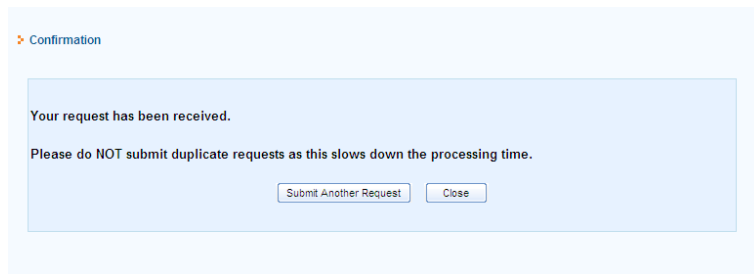 Confirmation
Your request has been received.
Please do NOT submit duplicate requests as this slows down the processing time.
Submit Another Request Close